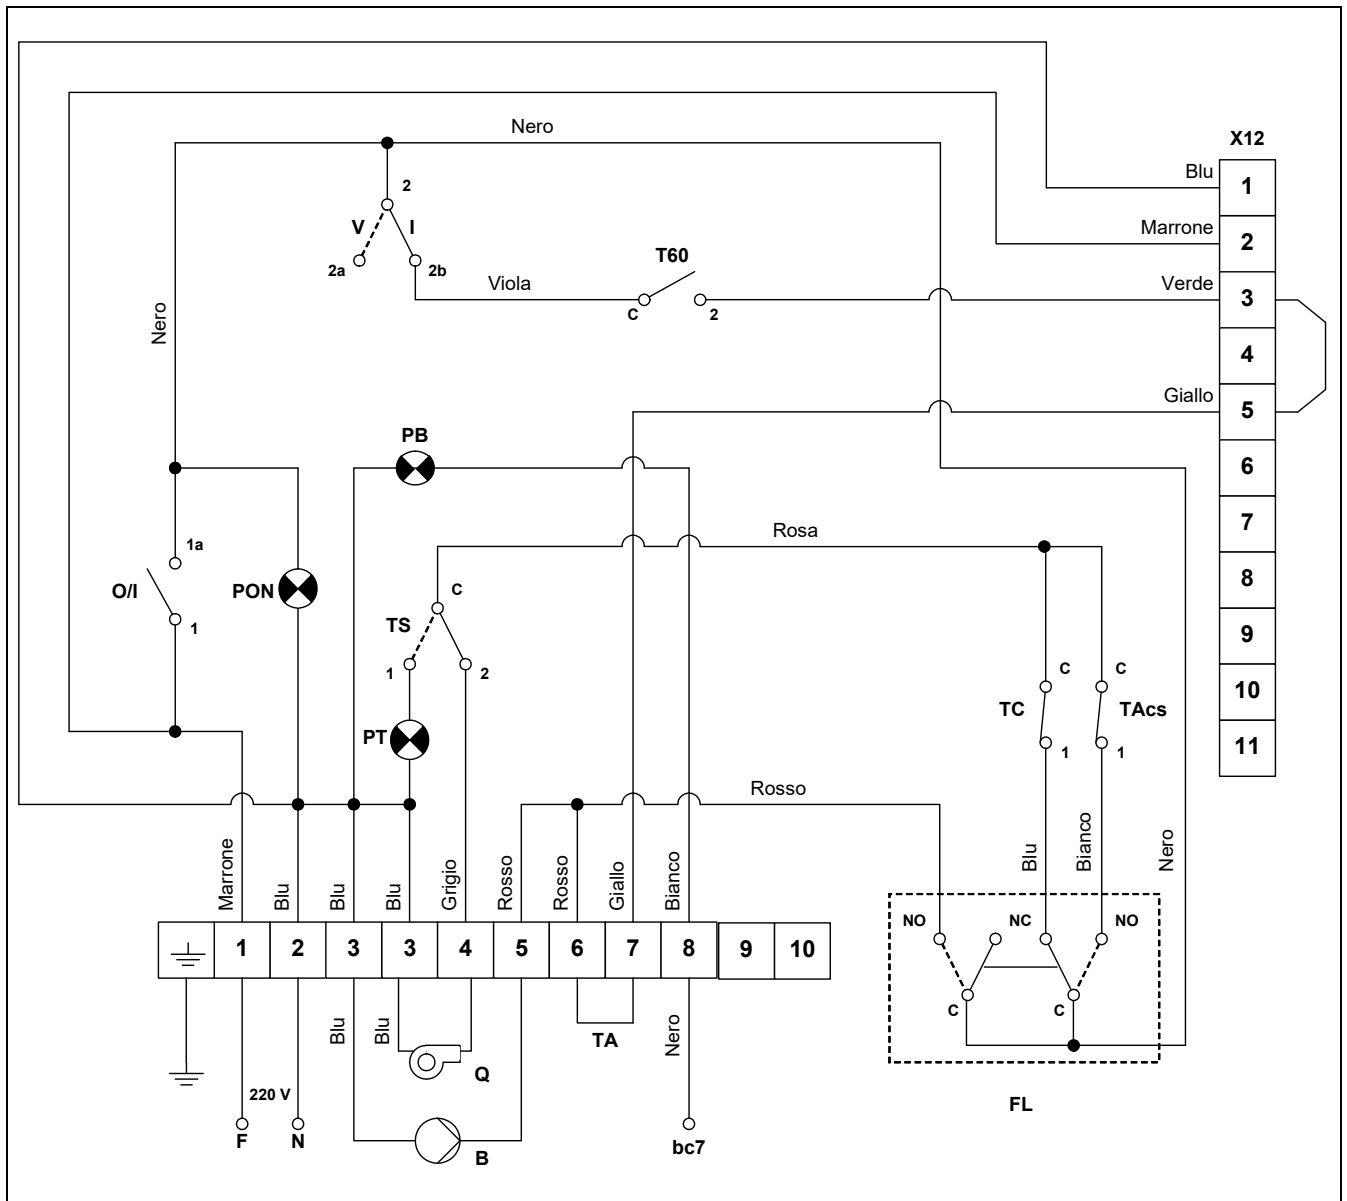 Nero
X12
Blu
1
2
Marrone
2
V
I
T60
2a
2b
Viola
Verde
3
C
2
Nero
4
Giallo
5
PB
6
Rosa
7
1a
C
8
O/I
PON
TS
1
9
1
2
C
C
10
TC
TAcs
PT
11
1
1
Rosso
Marrone
Blu
Blu
Blu
Grigio
Rosso
Rosso
Giallo
Bianco
Blu
Bianco
Nero
NO
NC
NO
1
2
3
3
4
5
6
7
8
9
10
C
C
Blu
Blu
TA
Nero
Q
220 V
FL
F
N
B
bc7